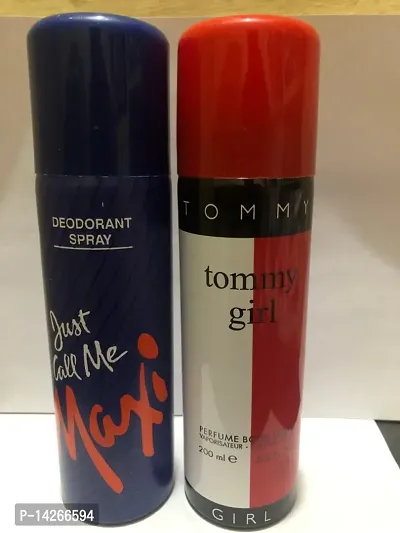 DEODORANT
SPRAY
Just
Call Me
Maxi
TOMMY
tommy
girl
PERFUME
VAPORISATEUR -
200 ml e
GIRL
P-14266594